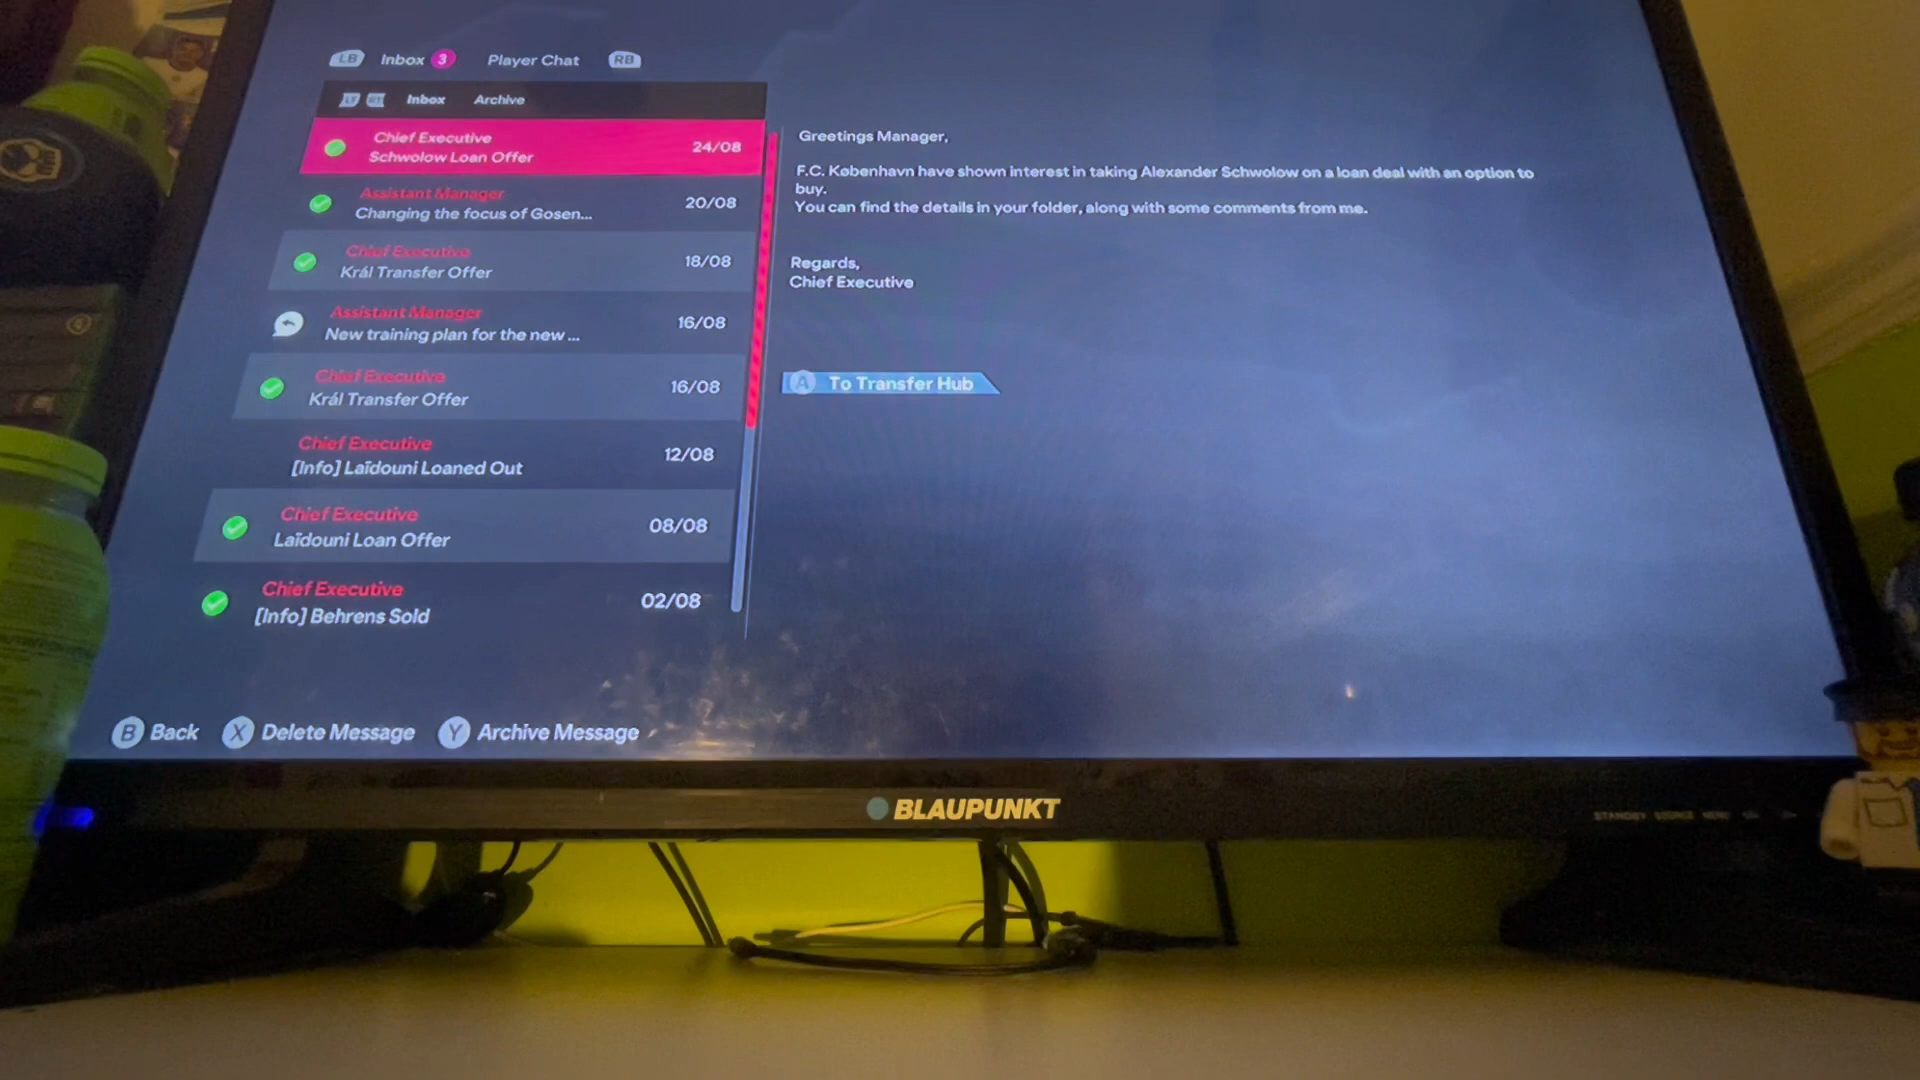 LB Inbox 3 Player Chat RB
LT RT Inbox Archive
Chief Executive
Schwolow Loan Offer
24/08
Assistant Manager
Changing the focus of Gosen...
20/08
Chief Executive
Král Transfer Offer
18/08
Assistant Manager
New training plan for the new ...
16/08
Chief Executive
Král Transfer Offer
16/08
Chief Executive
[Info] Laïdouni Loaned Out
12/08
Chief Executive
Laïdouni Loan Offer
08/08
Chief Executive
[Info] Behrens Sold
02/08
Greetings Manager,
F.C. København have shown interest in taking Alexander Schwolow on a loan deal with an option to
buy.
You can find the details in your folder, along with some comments from me.
Regards,
Chief Executive
A To Transfer Hub
B Back X Delete Message Y Archive Message
BLAUPUNKT
STANDBY SOURCE MENU